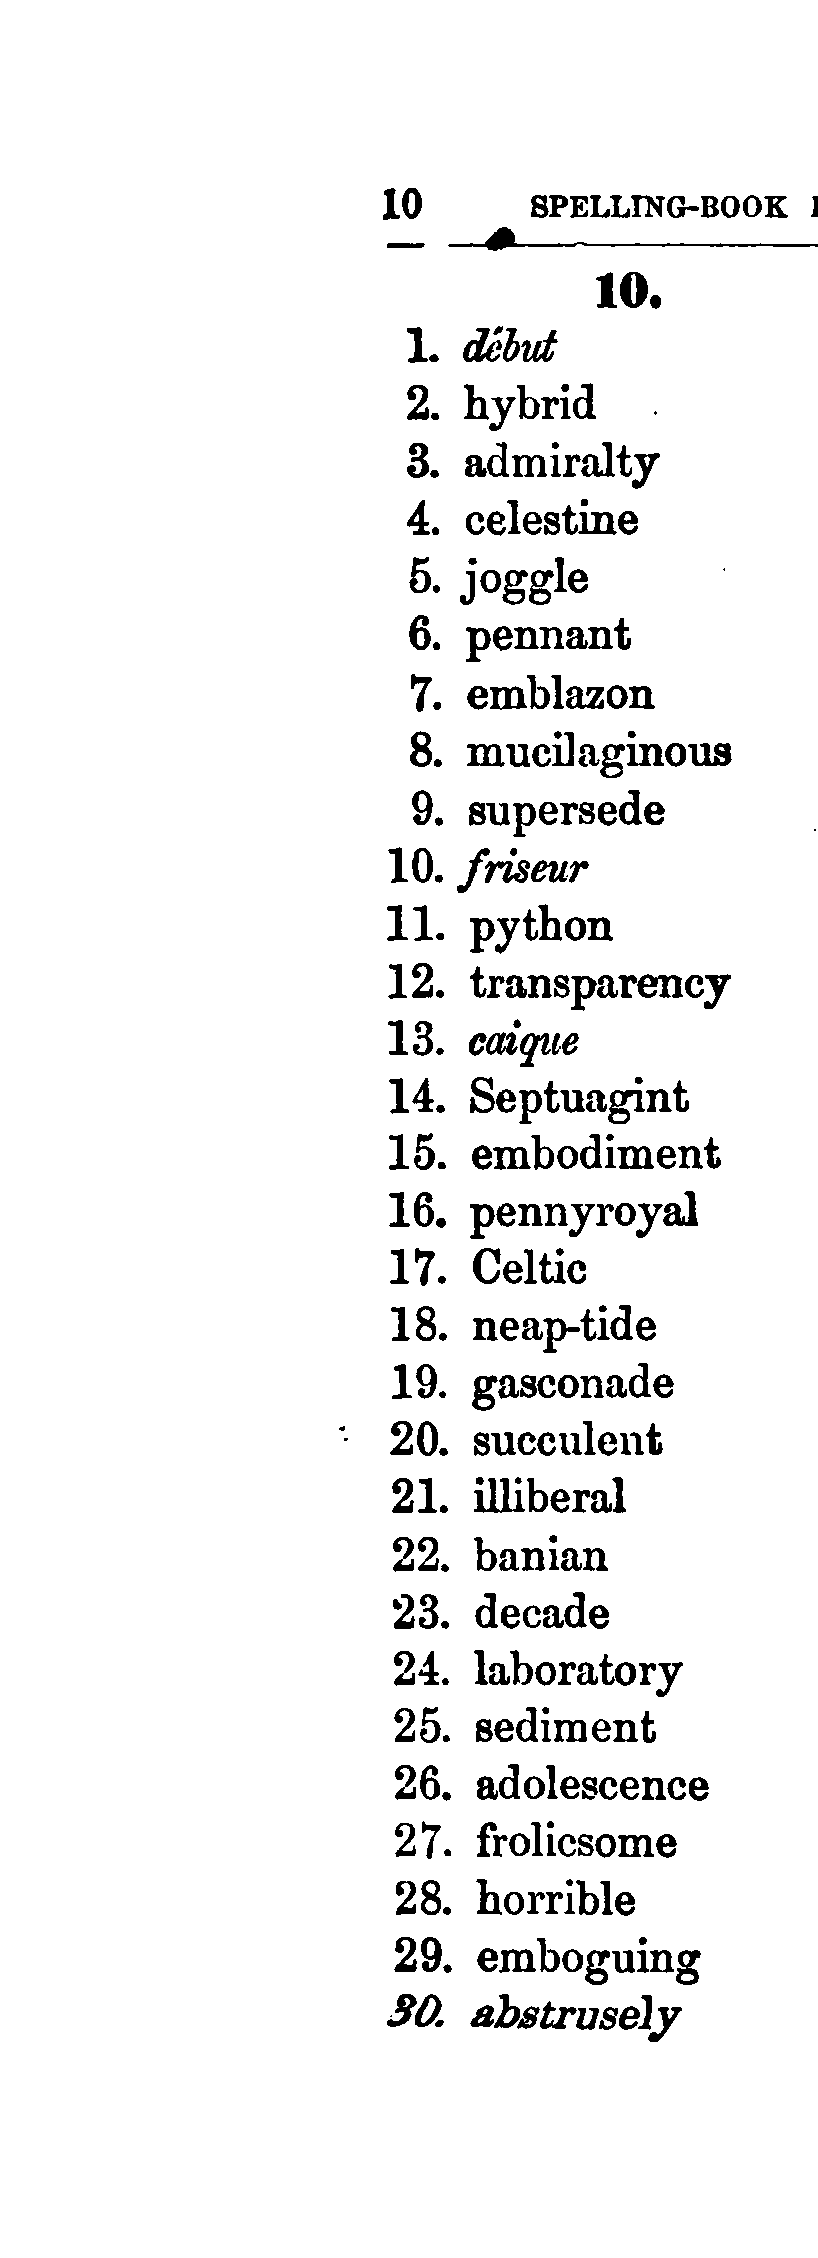 10 SPELLING-BOOK
10.
1. début
2. hybrid
3. admiralty
4. celestine
5. joggle
6. pennant
7. emblazon
8. mucilaginous
9. supersede
10. friseur
11. python
12. transparency
13. caique
14. Septuagint
15. embodiment
16. pennyroyal
17. Celtic
18. neap-tide
19. gasconade
20. succulent
21. illiberal
22. banian
23. decade
24. laboratory
25. sediment
26. adolescence
27. frolicsome
28. horrible
29. emboguing
30. abstrusely